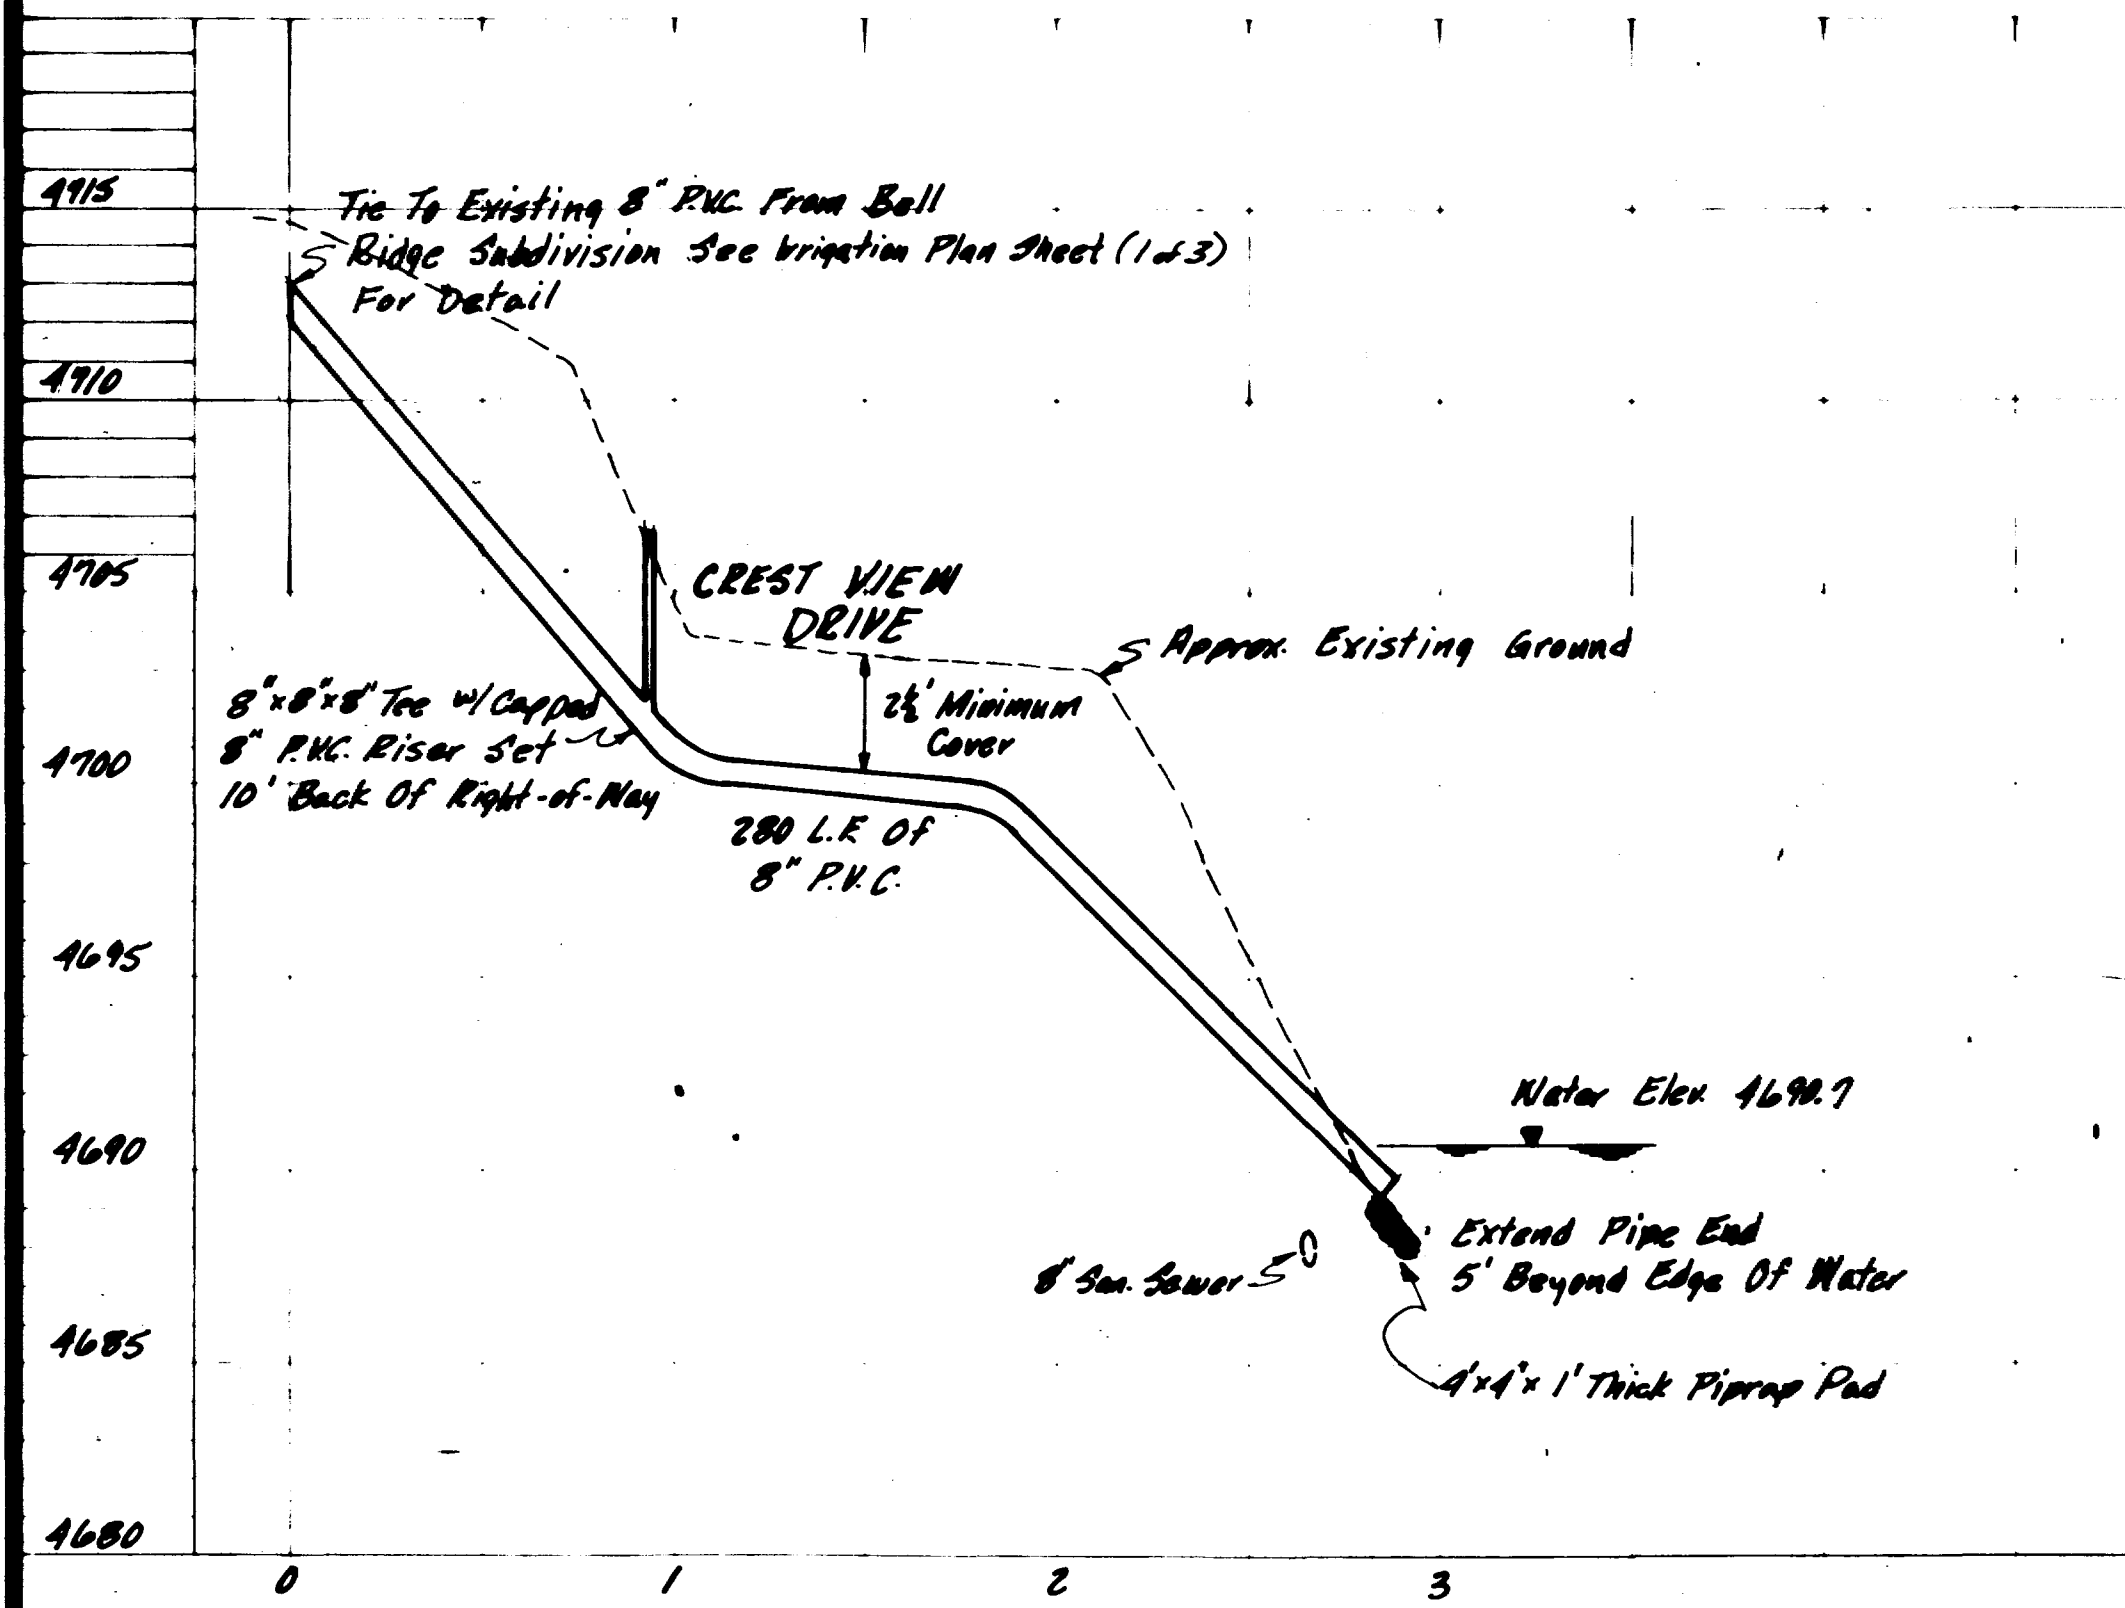 4715
Tie To Existing 8" P.V.C. From Bell
Ridge Subdivision See Irrigation Plan Sheet (1 of 3)
For Detail
4710
4705
CREST VIEW
DRIVE
Approx. Existing Ground
8"x8"x8" Tee w/Capped
8" P.V.C. Riser Set
10' Back Of Right-of-Way
2½' Minimum
Cover
4700
280 L.F. Of
8" P.V.C.
4695
Water Elev. 4690.7
4690
Extend Pipe End
5' Beyond Edge Of Water
8" San. Sewer
4685
4'x4'x 1' Thick Riprap Pad
4680
0 1 2 3